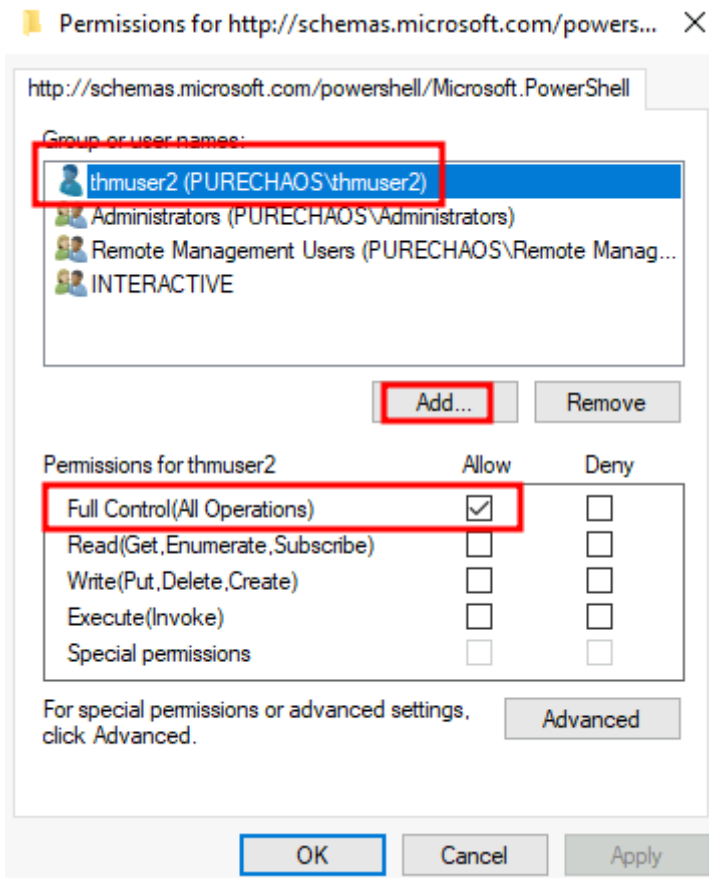 Permissions for http://schemas.microsoft.com/powers...
http://schemas.microsoft.com/powershell/Microsoft.PowerShell
Group or user names:
thmuser2 (PURECHAOS\thmuser2)
Administrators (PURECHAOS\Administrators)
Remote Management Users (PURECHAOS\Remote Manag...
INTERACTIVE
Add... Remove
Permissions for thmuser2 Allow Deny
Full Control(All Operations)
Read(Get,Enumerate,Subscribe)
Write(Put,Delete,Create)
Execute(Invoke)
Special permissions
For special permissions or advanced settings, Advanced
click Advanced.
OK Cancel Apply